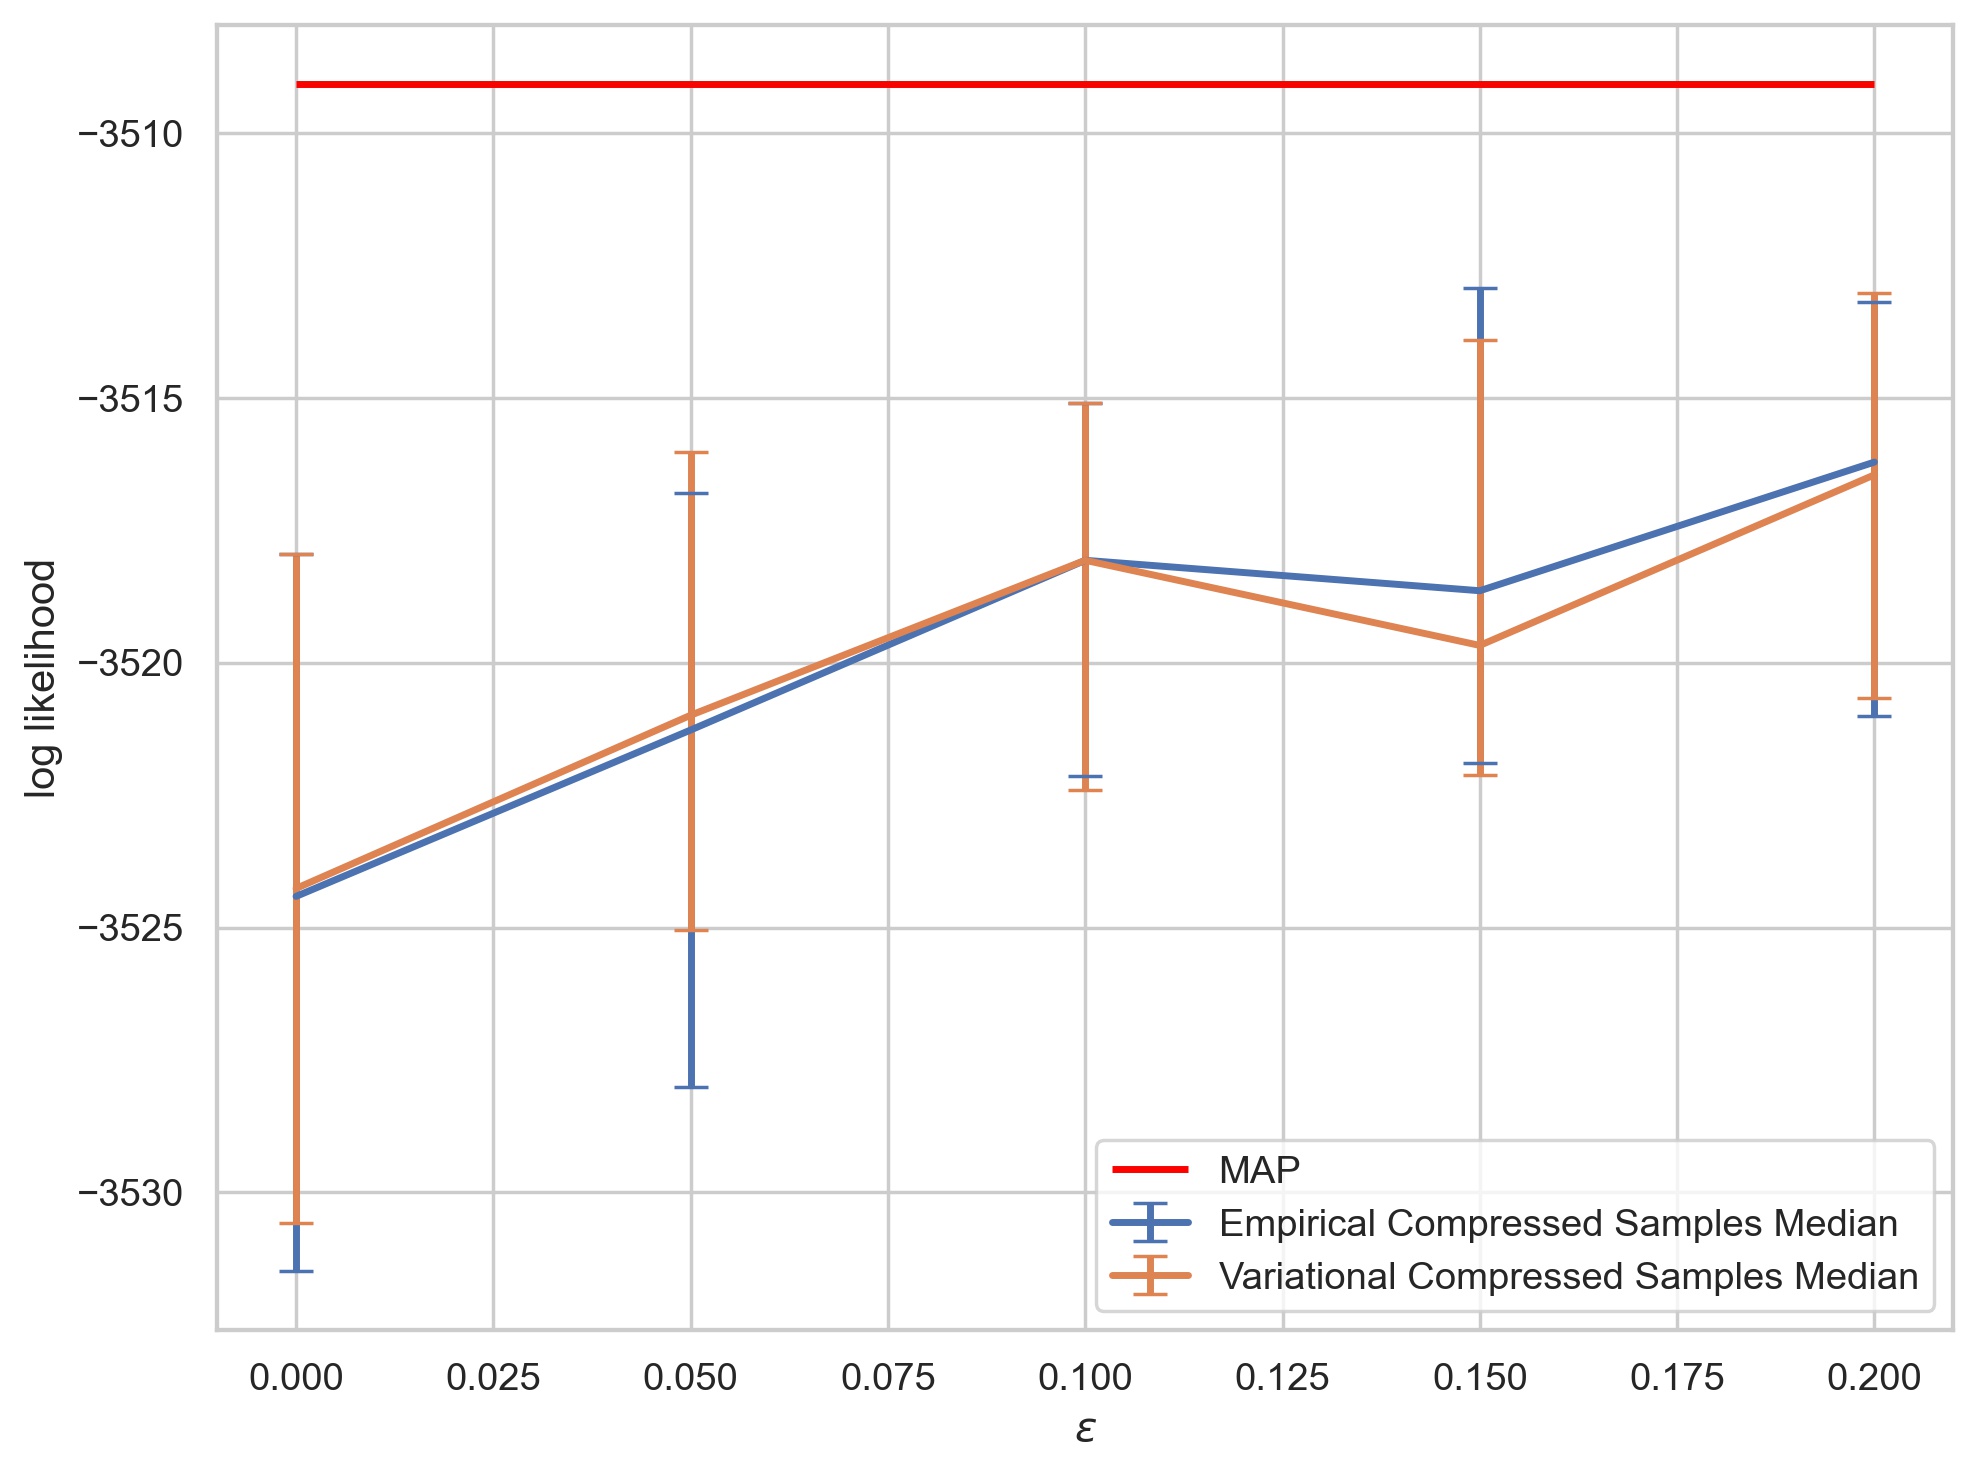 log likelihood
−3510
−3515
−3520
−3525
−3530
0.000 0.025 0.050 0.075 0.100 0.125 0.150 0.175 0.200
ε
MAP
Empirical Compressed Samples Median
Variational Compressed Samples Median